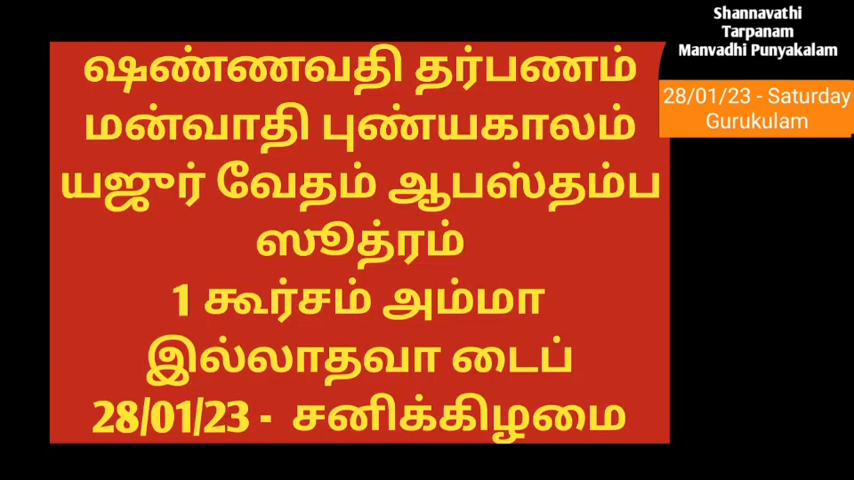 ஷண்ணவதி தர்பணம்
மன்வாதி புண்யகாலம்
யஜுர் வேதம் ஆபஸ்தம்ப
ஸூத்ரம்
1 கூர்சம் அம்மா
இல்லாதவா டைப்
28/01/23 - சனிக்கிழமை
Shannavathi
Tarpanam
Manvadhi Punyakalam
28/01/23 - Saturday
Gurukulam